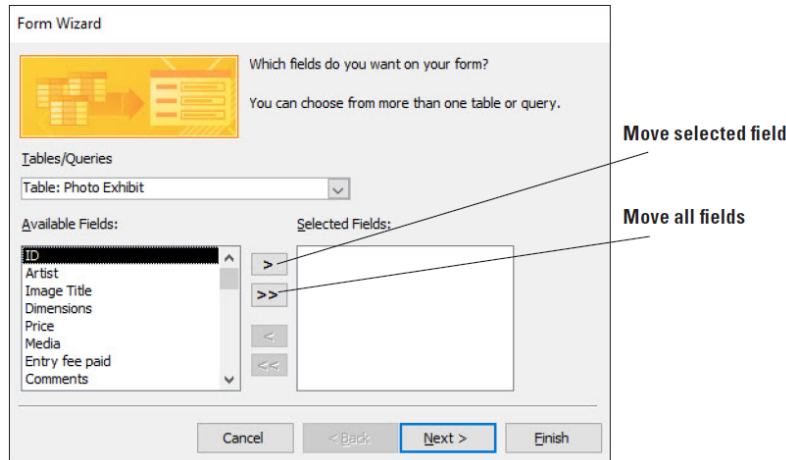 Form Wizard
Which fields do you want on your form?
You can choose from more than one table or query.
Move selected field
Tables/Queries
Table: Photo Exhibit
Move all fields
Available Fields:
Selected Fields:
ID
Artist
Image Title
Dimensions
Price
Media
Entry fee paid
Comments
>
>>
<
<<
Cancel
< Back
Next >
Finish